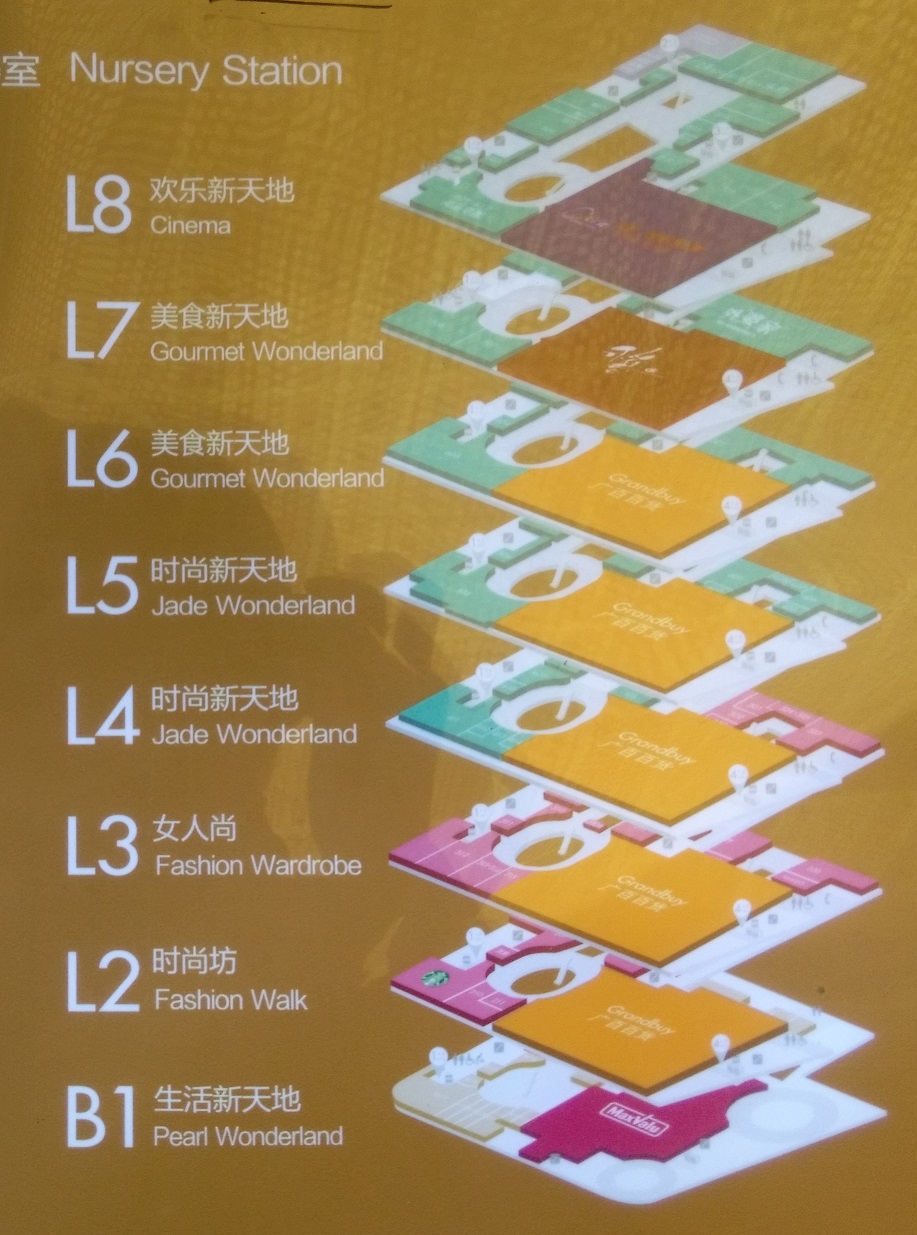 室 Nursery Station
L8 欢乐新天地
Cinema
L7 美食新天地
Gourmet Wonderland
L6 美食新天地
Gourmet Wonderland
Grandbuy
广百百货
L5 时尚新天地
Jade Wonderland
Grandbuy
广百百货
L4 时尚新天地
Jade Wonderland
Grandbuy
广百百货
L3 女人尚
Fashion Wardrobe
Grandbuy
广百百货
L2 时尚坊
Fashion Walk
Grandbuy
广百百货
B1 生活新天地
Pearl Wonderland
MaxValu